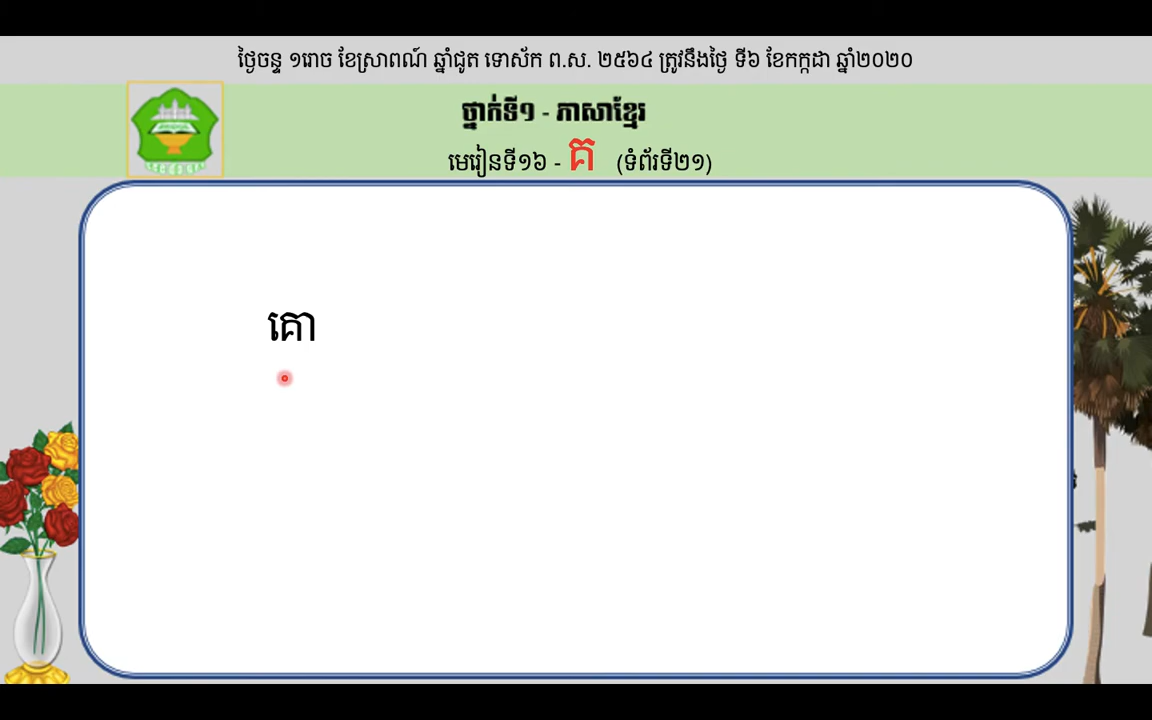 ថ្ងៃចន្ទ ១រោច ខែស្រាពណ៍ ឆ្នាំជូត ទោស័ក ព.ស. ២៥៦៤ ត្រូវនឹងថ្ងៃ ទី៦ ខែកក្កដា ឆ្នាំ២០២០
ថ្នាក់ទី១ - ភាសាខ្មែរ
មេរៀនទី១៦ - គ (ទំព័រទី២១)
គោ